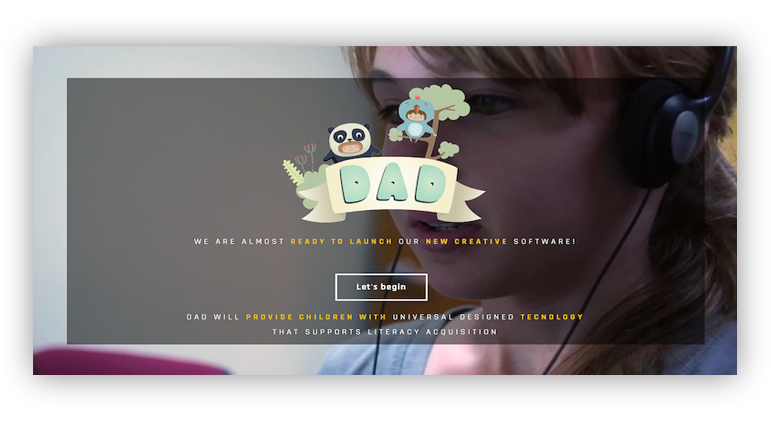 DAD
WE ARE ALMOST READY TO LAUNCH OUR NEW CREATIVE SOFTWARE!
Let's begin
DAD WILL PROVIDE CHILDREN WITH UNIVERSAL DESIGNED TECNOLOGY
THAT SUPPORTS LITERACY ACQUISITION